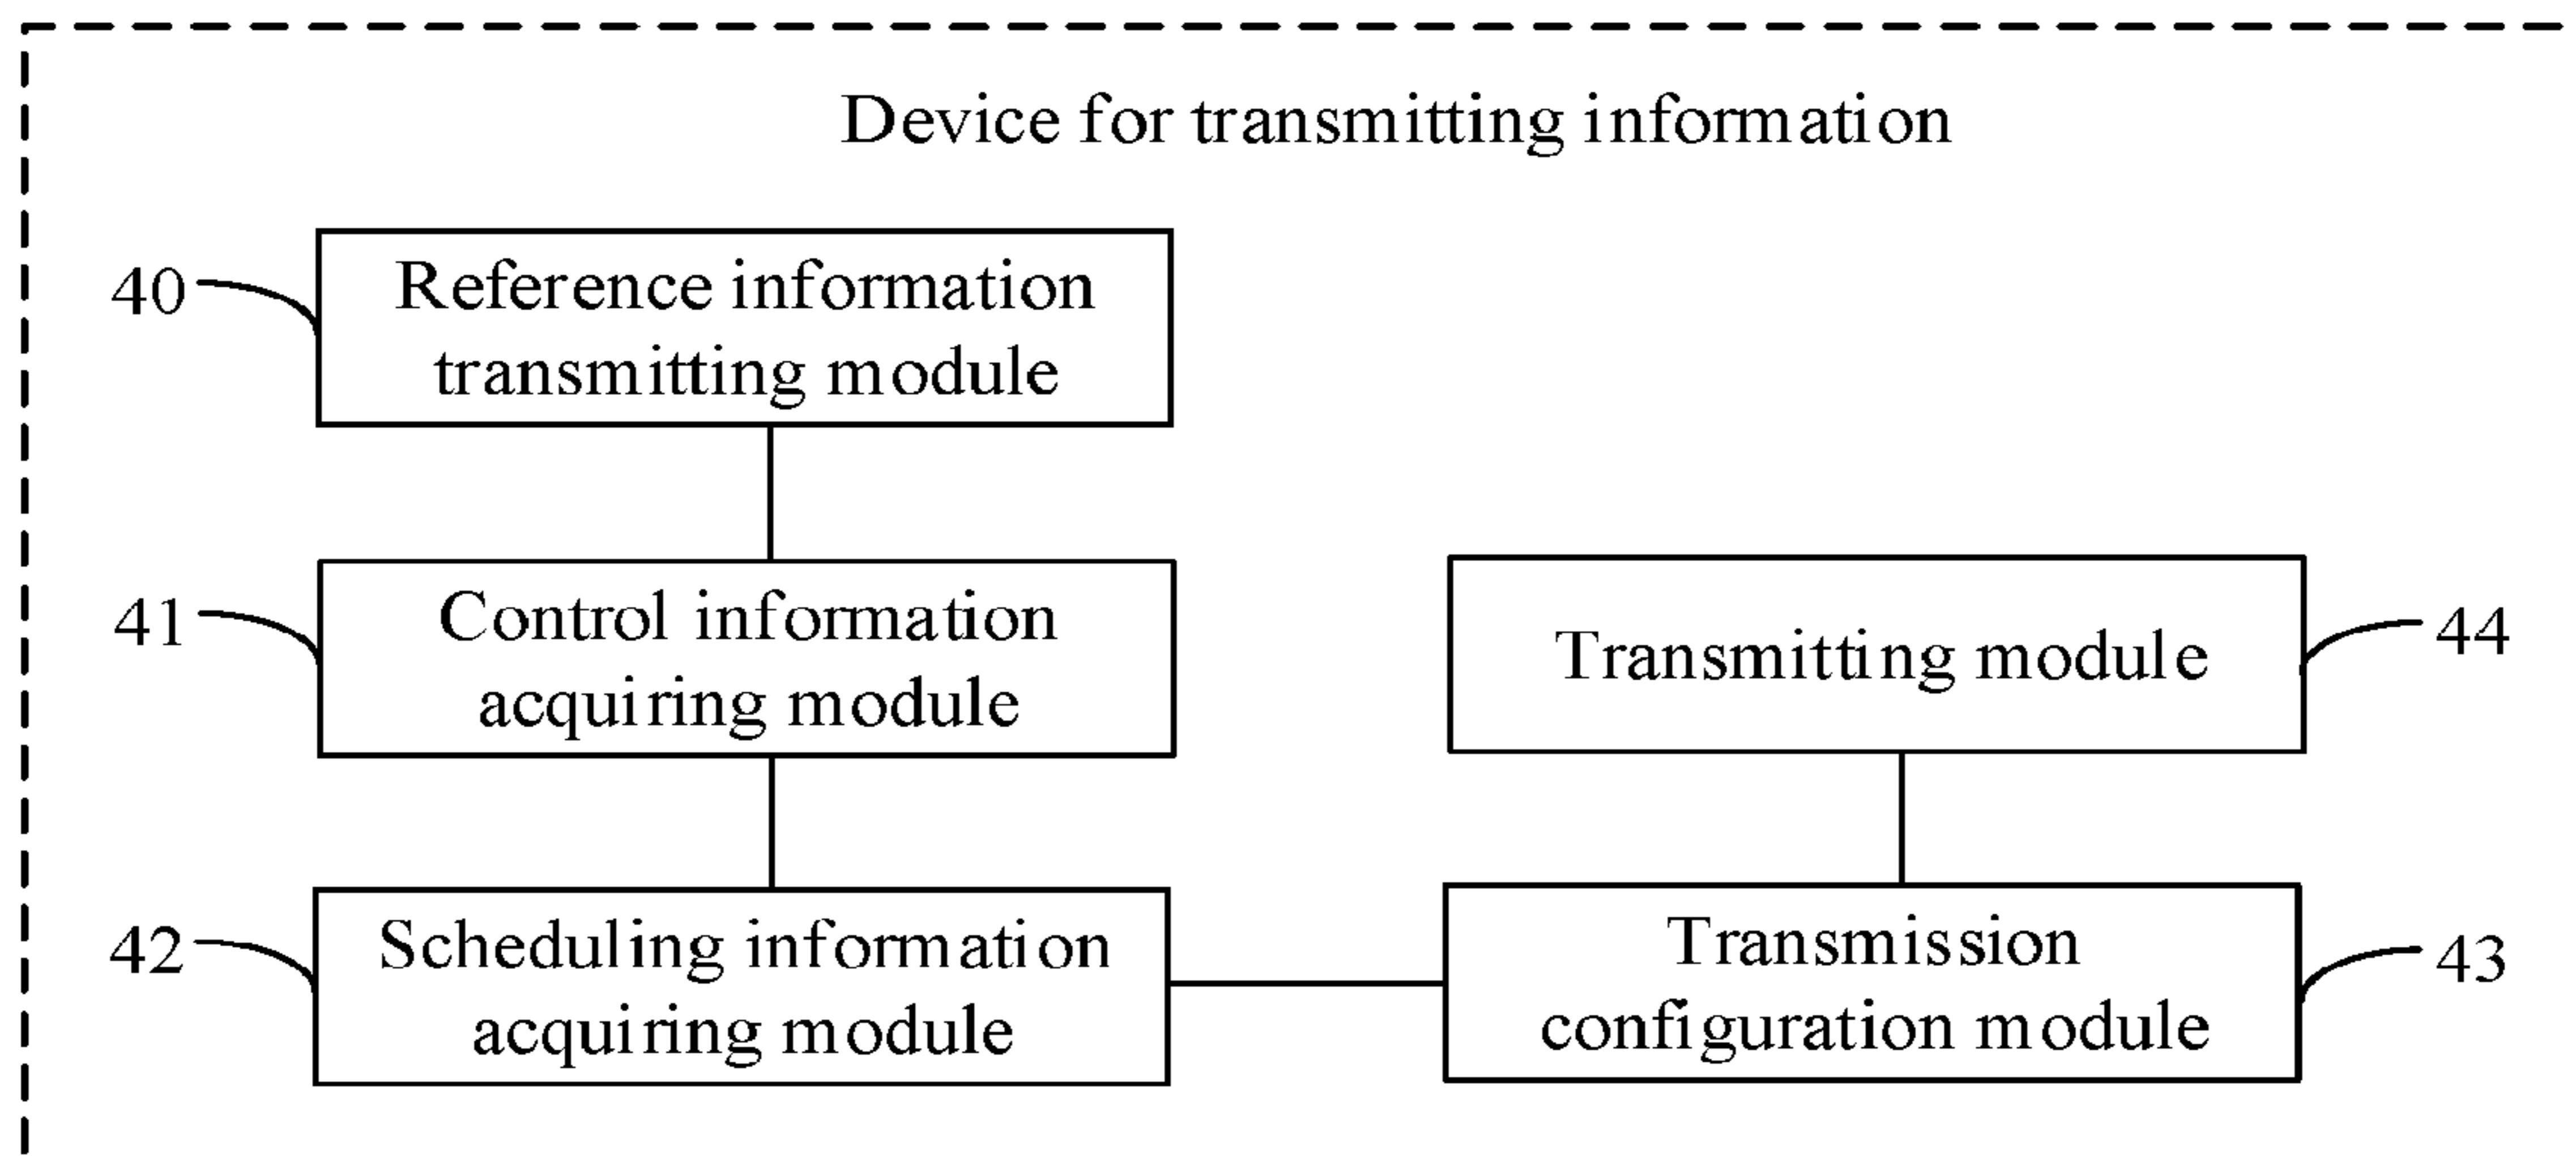 Device for transmitting information
40
Reference information
transmitting module
41
Control information
acquiring module
Transmitting module
44
42
Scheduling information
acquiring module
Transmission
configuration module
43